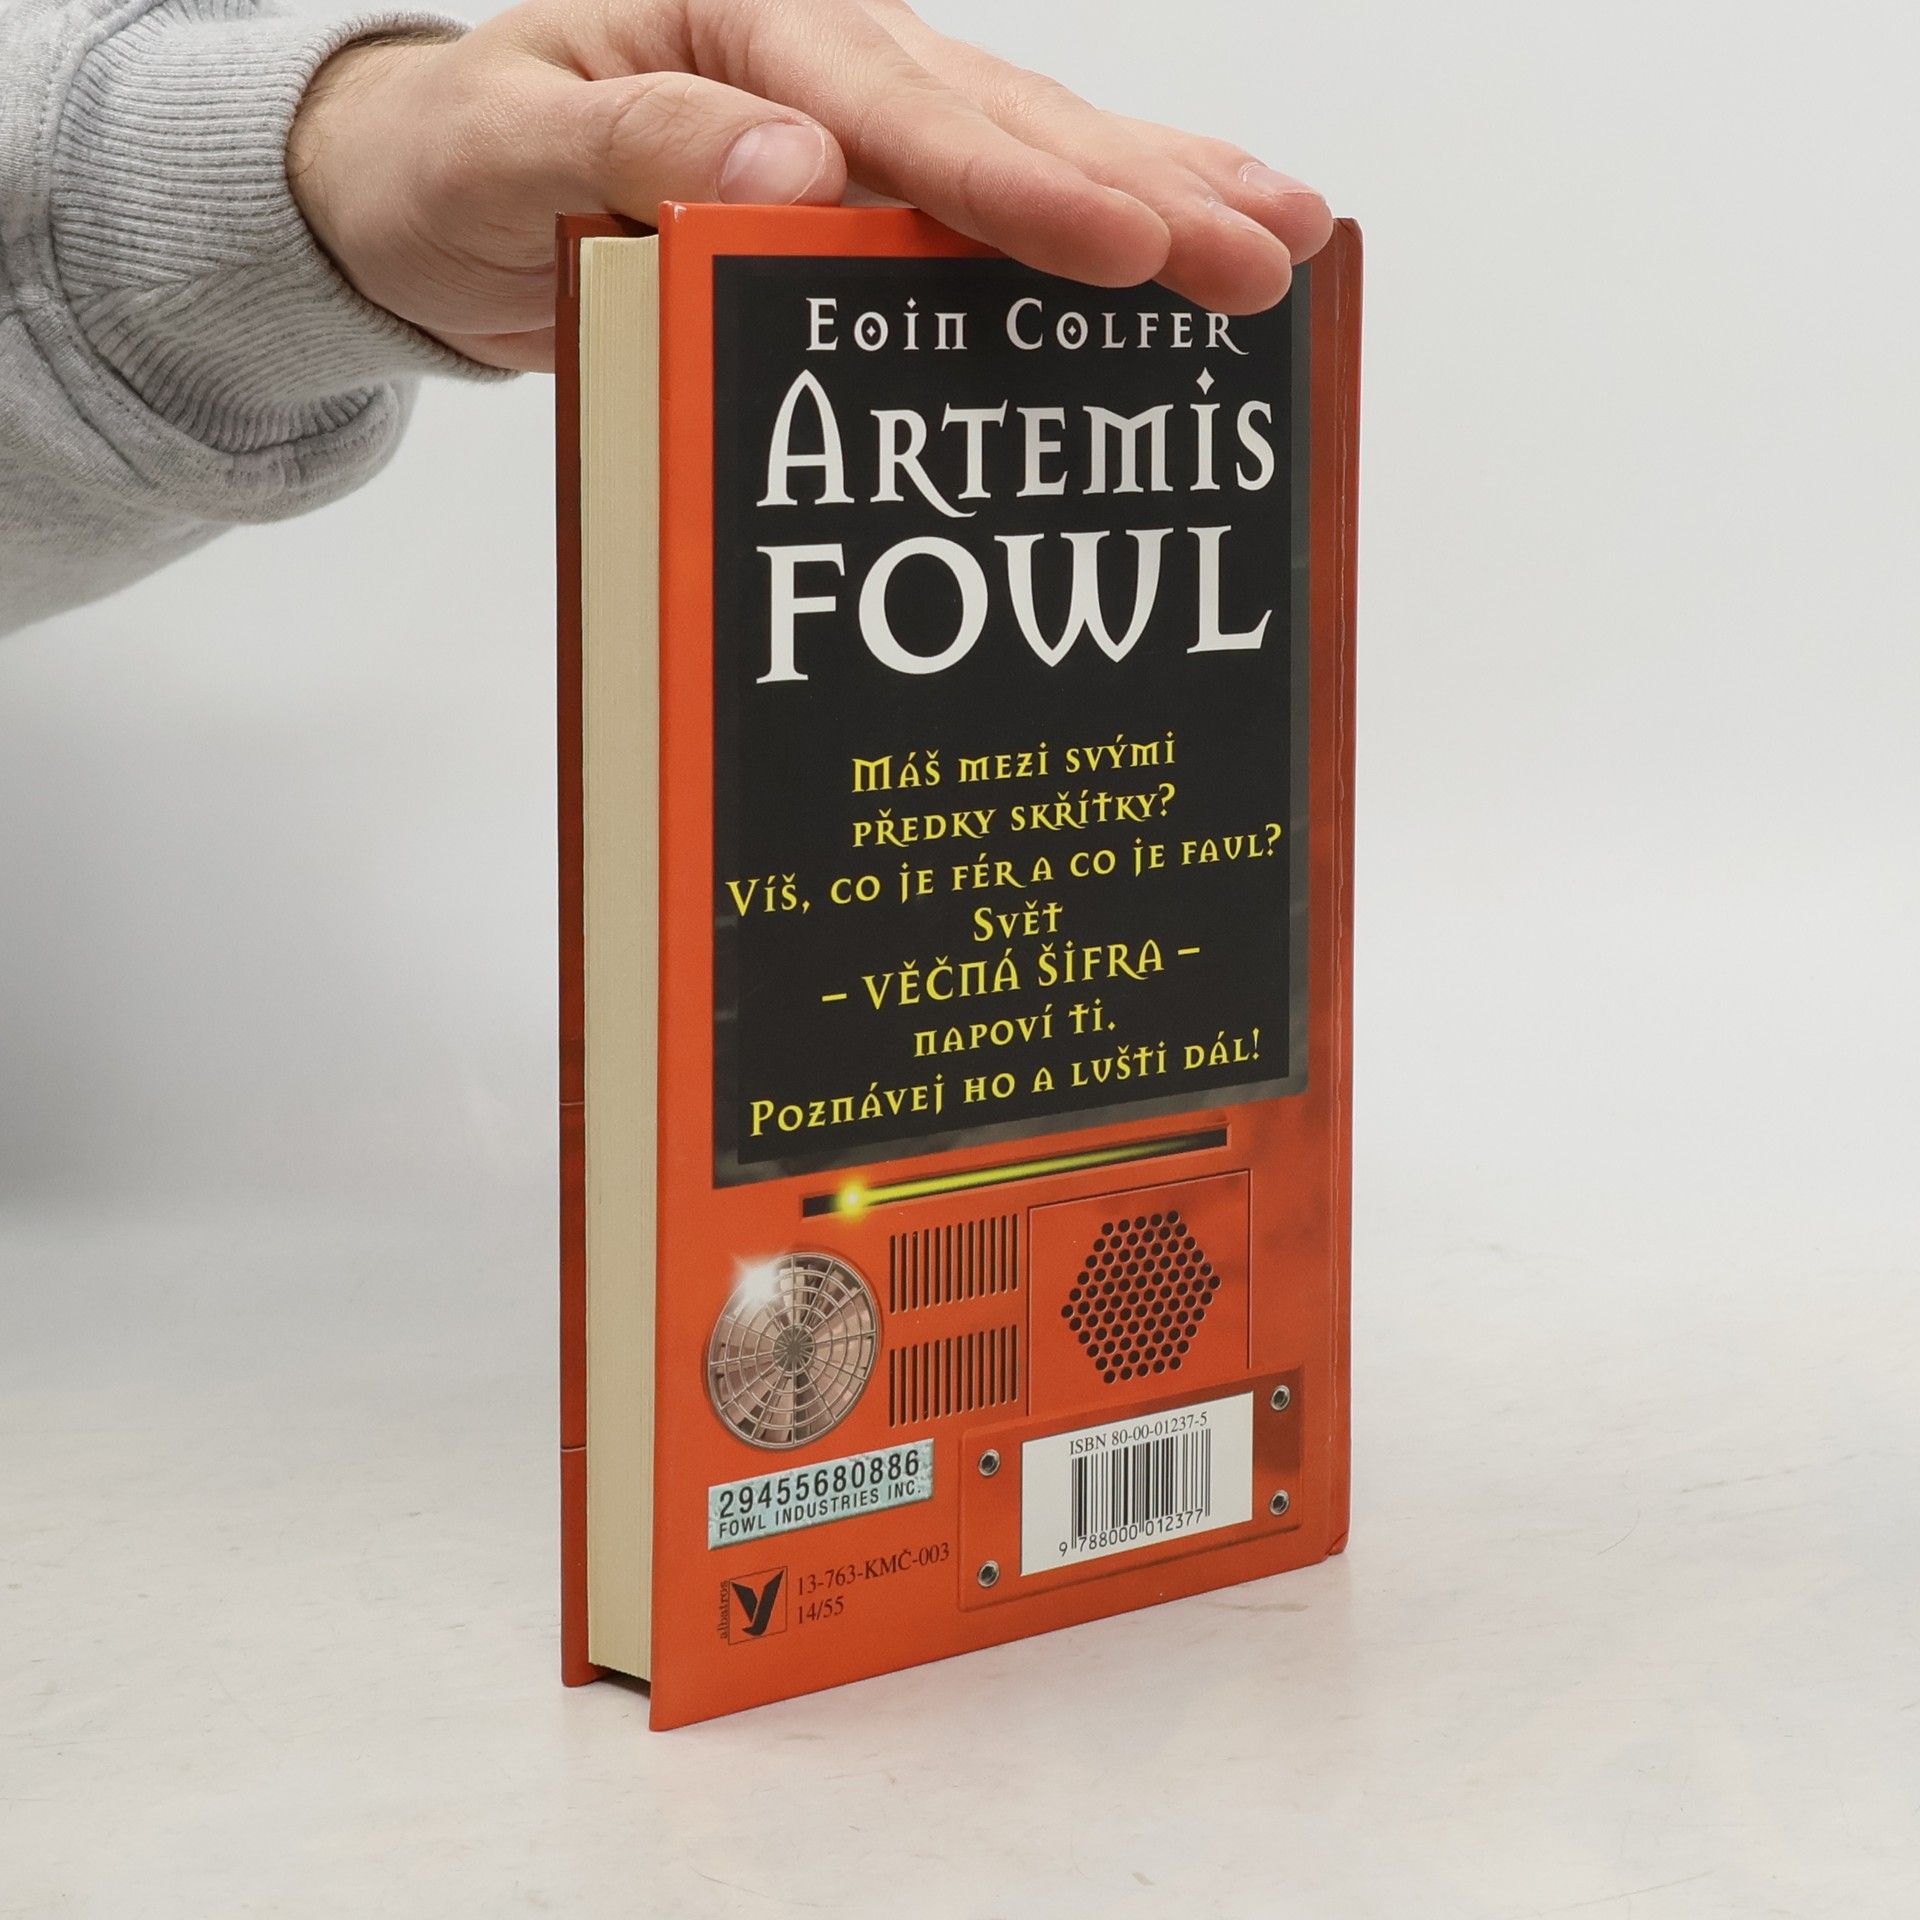 Eoin Colfer
Artemis
FOWL
Máš mezi svými
předky skřítky?
Víš, co je fér a co je faul?
Svět
– VĚČNÁ ŠIFRA –
napoví ti.
Poznávej ho a lušti dál!
ISBN 80-00-01237-5
9 788000 012377
29455680886
FOWL INDUSTRIES INC.
albatros
13-763-KMČ-003
14/55